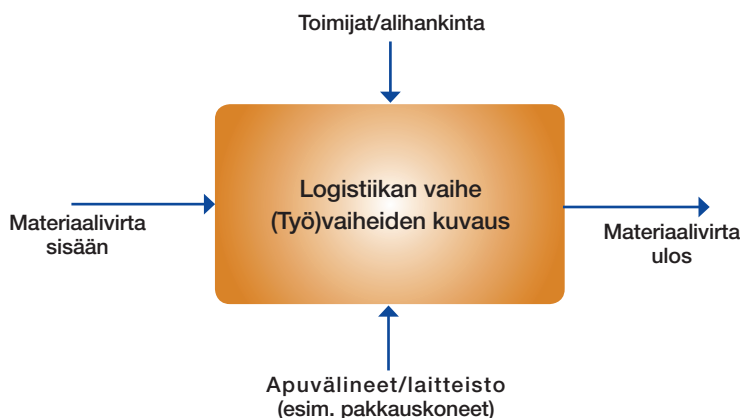 Toimijat/alihankinta
Logistiikan vaihe
(Työ)vaiheiden kuvaus
Materiaalivirta
sisään
Materiaalivirta
ulos
Apuvälineet/laitteisto
(esim. pakkauskoneet)